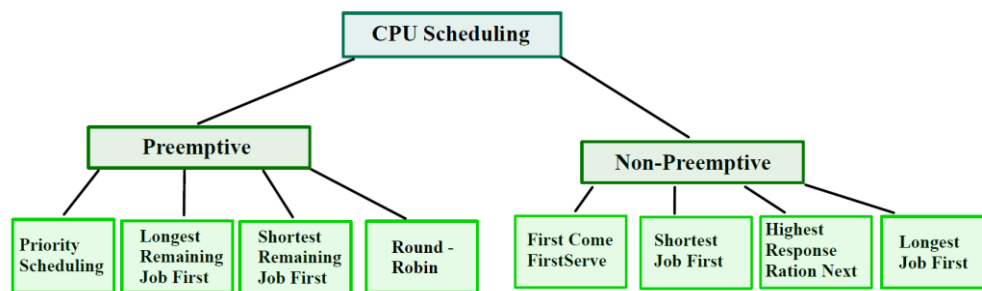 CPU Scheduling
Preemptive
Non-Preemptive
Priority
Scheduling
Longest
Remaining
Job First
Shortest
Remaining
Job First
Round -
Robin
First Come
FirstServe
Shortest
Job First
Highest
Response
Ration Next
Longest
Job First